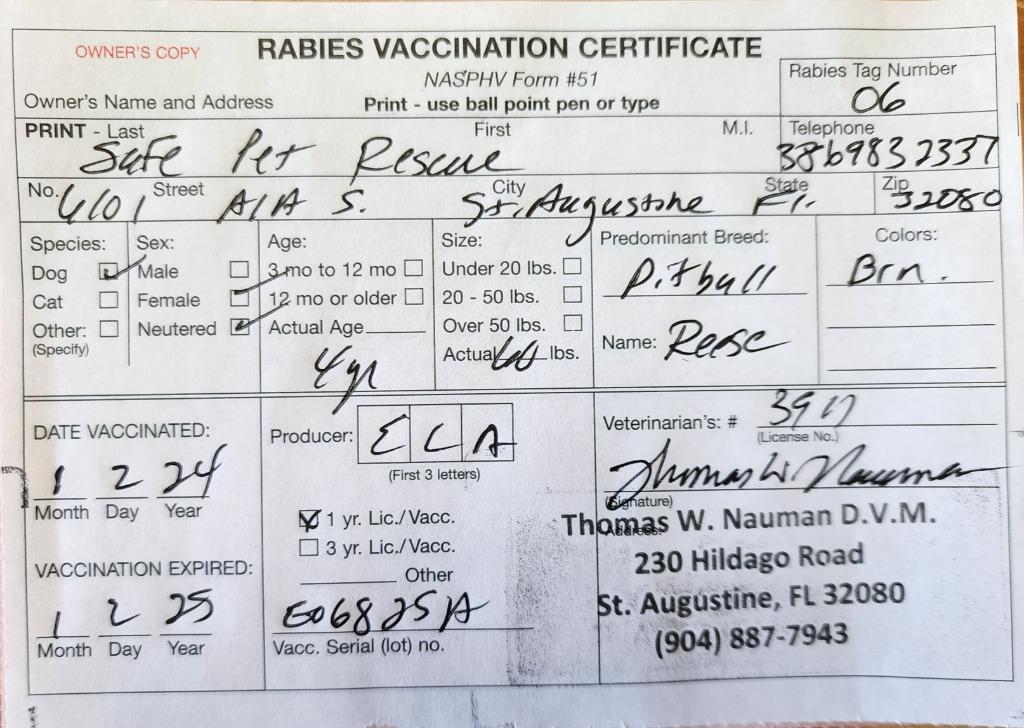 OWNER'S COPY
RABIES VACCINATION CERTIFICATE
NASPHV Form #51
Print - use ball point pen or type
Owner's Name and Address
Rabies Tag Number
06
PRINT - Last First M.I.
Safe Pet Rescue
Telephone
3869832337
No. Street City State Zip
6101 A1A S. St. Augustine Fl. 32080
Species: Sex: Age: Size: Predominant Breed: Colors:
Dog Male 3 mo to 12 mo Under 20 lbs. Pitbull Brn.
Cat Female 12 mo or older 20 - 50 lbs.
Other: Neutered Actual Age Over 50 lbs. Name: Reese
(Specify) 4yr Actual lbs.
DATE VACCINATED:
1 2 24
Month Day Year
VACCINATION EXPIRED:
1 2 25
Month Day Year
Producer: E L A
(First 3 letters)
1 yr. Lic./Vacc.
3 yr. Lic./Vacc.
Other
E06825A
Vacc. Serial (lot) no.
Veterinarian's: #
(License No.)
Thomas W. Nauman
(Signature)
Address:
Thomas W. Nauman D.V.M.
230 Hildago Road
St. Augustine, FL 32080
(904) 887-7943